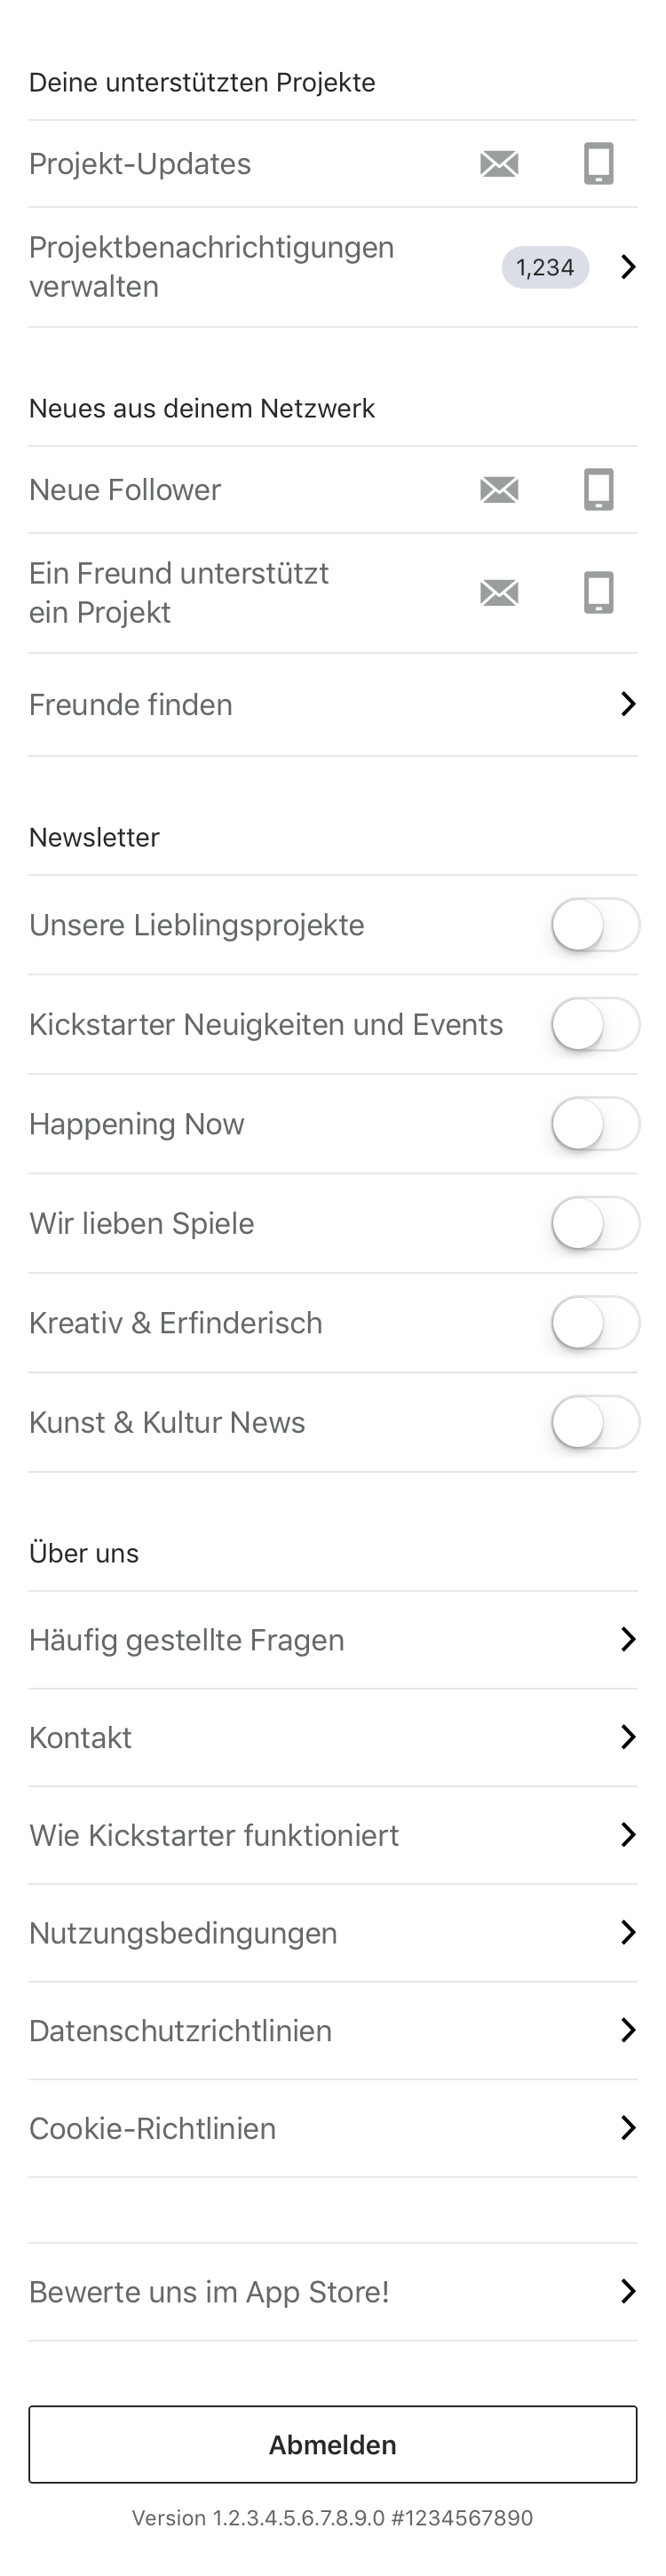 Deine unterstützten Projekte
Projekt-Updates
Projektbenachrichtigungen
verwalten
1,234
Neues aus deinem Netzwerk
Neue Follower
Ein Freund unterstützt
ein Projekt
Freunde finden
Newsletter
Unsere Lieblingsprojekte
Kickstarter Neuigkeiten und Events
Happening Now
Wir lieben Spiele
Kreativ & Erfinderisch
Kunst & Kultur News
Über uns
Häufig gestellte Fragen
Kontakt
Wie Kickstarter funktioniert
Nutzungsbedingungen
Datenschutzrichtlinien
Cookie-Richtlinien
Bewerte uns im App Store!
Abmelden
Version 1.2.3.4.5.6.7.8.9.0 #1234567890